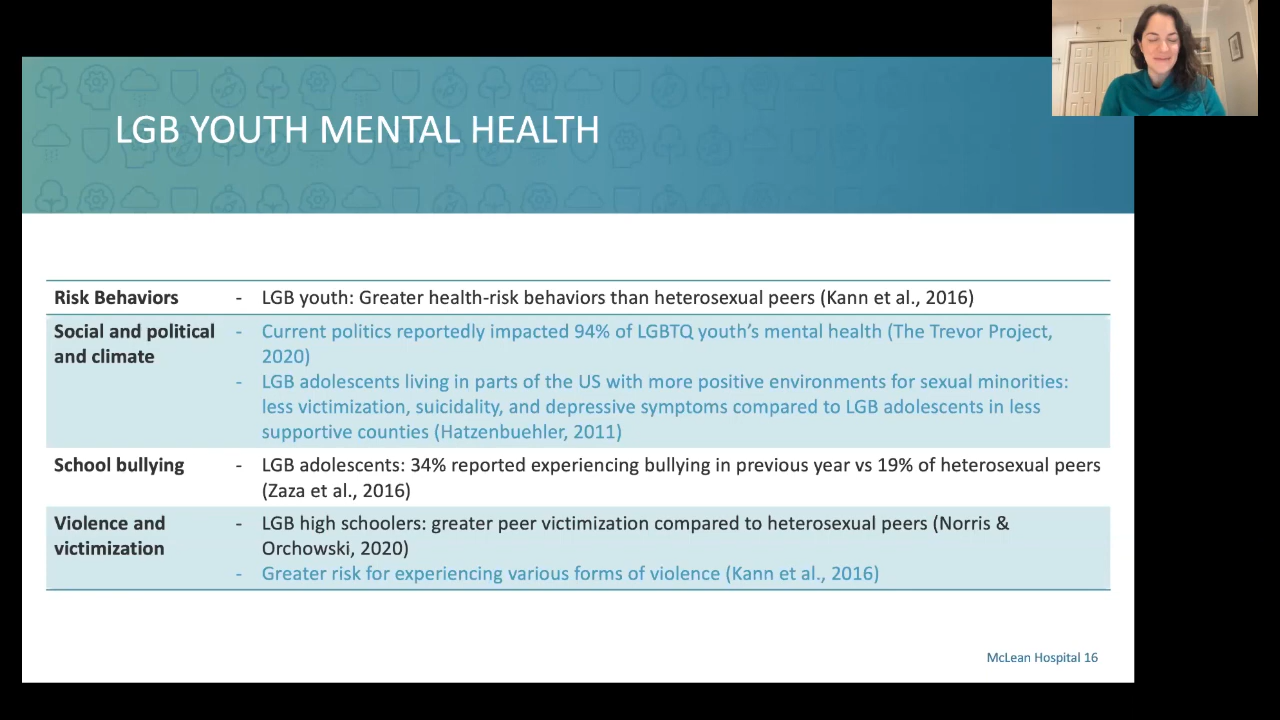 LGB YOUTH MENTAL HEALTH
Risk Behaviors - LGB youth: Greater health-risk behaviors than heterosexual peers (Kann et al., 2016)
Social and political and climate
- Current politics reportedly impacted 94% of LGBTQ youth’s mental health (The Trevor Project,
2020)
- LGB adolescents living in parts of the US with more positive environments for sexual minorities:
less victimization, suicidality, and depressive symptoms compared to LGB adolescents in less
supportive counties (Hatzenbuehler, 2011)
School bullying - LGB adolescents: 34% reported experiencing bullying in previous year vs 19% of heterosexual peers
(Zaza et al., 2016)
Violence and
victimization
- LGB high schoolers: greater peer victimization compared to heterosexual peers (Norris &
Orchowski, 2020)
- Greater risk for experiencing various forms of violence (Kann et al., 2016)
McLean Hospital 16